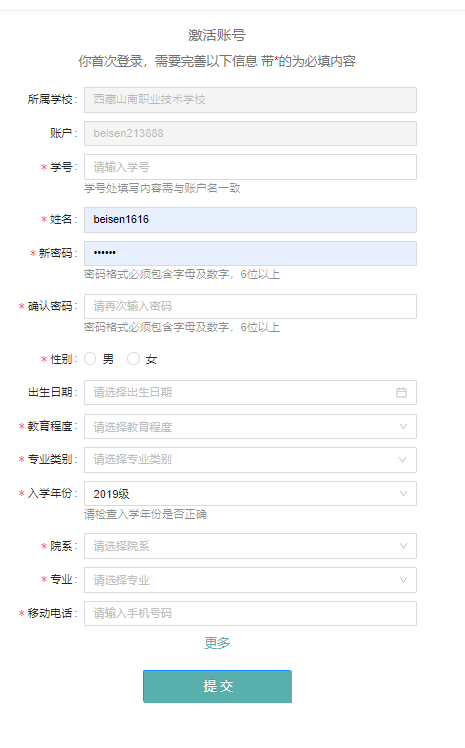 激活账号
你首次登录，需要完善以下信息 带*的为必填内容
所属学校: 西藏山南职业技术学校
账户: beisen213888
* 学号: 请输入学号
学号处填写内容需与账户名一致
* 姓名: beisen1616
* 新密码: ••••••
密码格式必须包含字母及数字，6位以上
* 确认密码: 请再次输入密码
密码格式必须包含字母及数字，6位以上
* 性别: 男 女
出生日期: 请选择出生日期
* 教育程度: 请选择教育程度
* 专业类别: 请选择专业类别
* 入学年份: 2019级
请检查入学年份是否正确
* 院系: 请选择院系
* 专业: 请选择专业
* 移动电话: 请输入手机号码
更多
提交